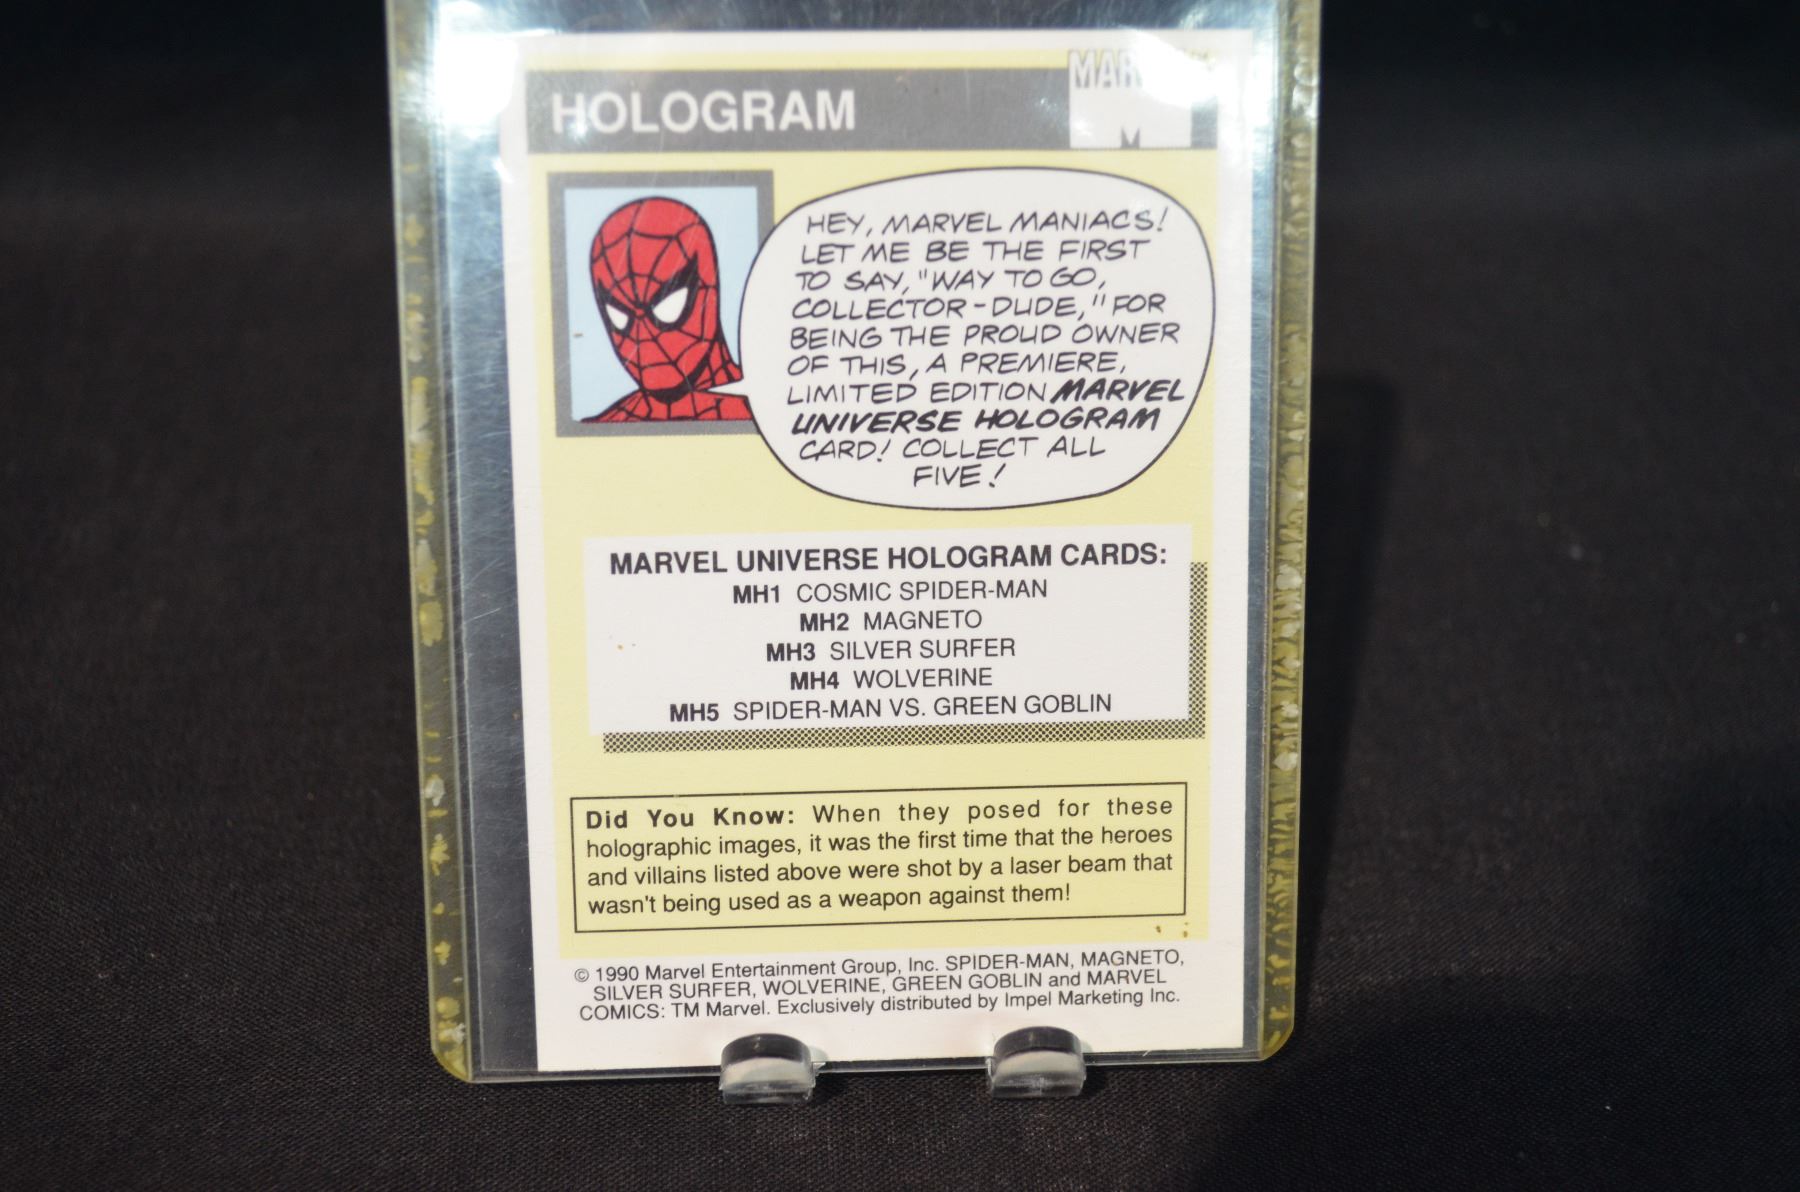 HOLOGRAM
HEY, MARVEL MANIACS!
LET ME BE THE FIRST
TO SAY, "WAY TO GO,
COLLECTOR-DUDE," FOR
BEING THE PROUD OWNER
OF THIS, A PREMIERE,
LIMITED EDITION MARVEL
UNIVERSE HOLOGRAM
CARD! COLLECT ALL
FIVE!
MARVEL UNIVERSE HOLOGRAM CARDS:
MH1 COSMIC SPIDER-MAN
MH2 MAGNETO
MH3 SILVER SURFER
MH4 WOLVERINE
MH5 SPIDER-MAN VS. GREEN GOBLIN
Did You Know: When they posed for these
holographic images, it was the first time that the heroes
and villains listed above were shot by a laser beam that
wasn't being used as a weapon against them!
© 1990 Marvel Entertainment Group, Inc. SPIDER-MAN, MAGNETO,
SILVER SURFER, WOLVERINE, GREEN GOBLIN and MARVEL
COMICS: TM Marvel. Exclusively distributed by Impel Marketing Inc.